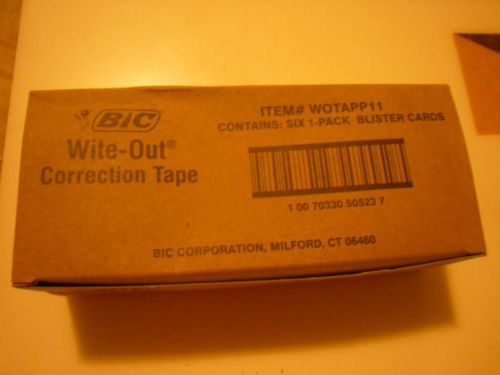 BIC
Wite-Out®
Correction Tape
ITEM# WOTAPP11
CONTAINS: SIX 1-PACK BLISTER CARDS
1 00 70330 50523 7
BIC CORPORATION, MILFORD, CT 06460